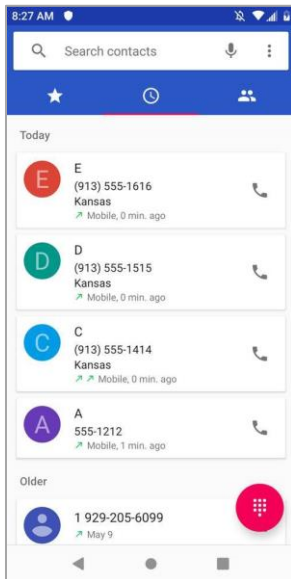 8:27 AM
Search contacts
Today
E
E
(913) 555-1616
Kansas
Mobile, 0 min. ago
D
D
(913) 555-1515
Kansas
Mobile, 0 min. ago
C
C
(913) 555-1414
Kansas
Mobile, 0 min. ago
A
A
555-1212
Mobile, 1 min. ago
Older
1 929-205-6099
May 9